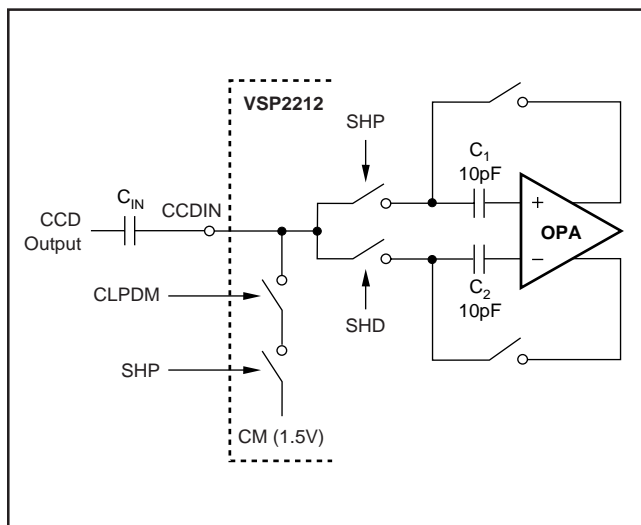 VSP2212
SHP
C1
10pF
CIN
CCDIN
CCD
Output
OPA
+
–
C2
10pF
CLPDM
SHD
SHP
CM (1.5V)